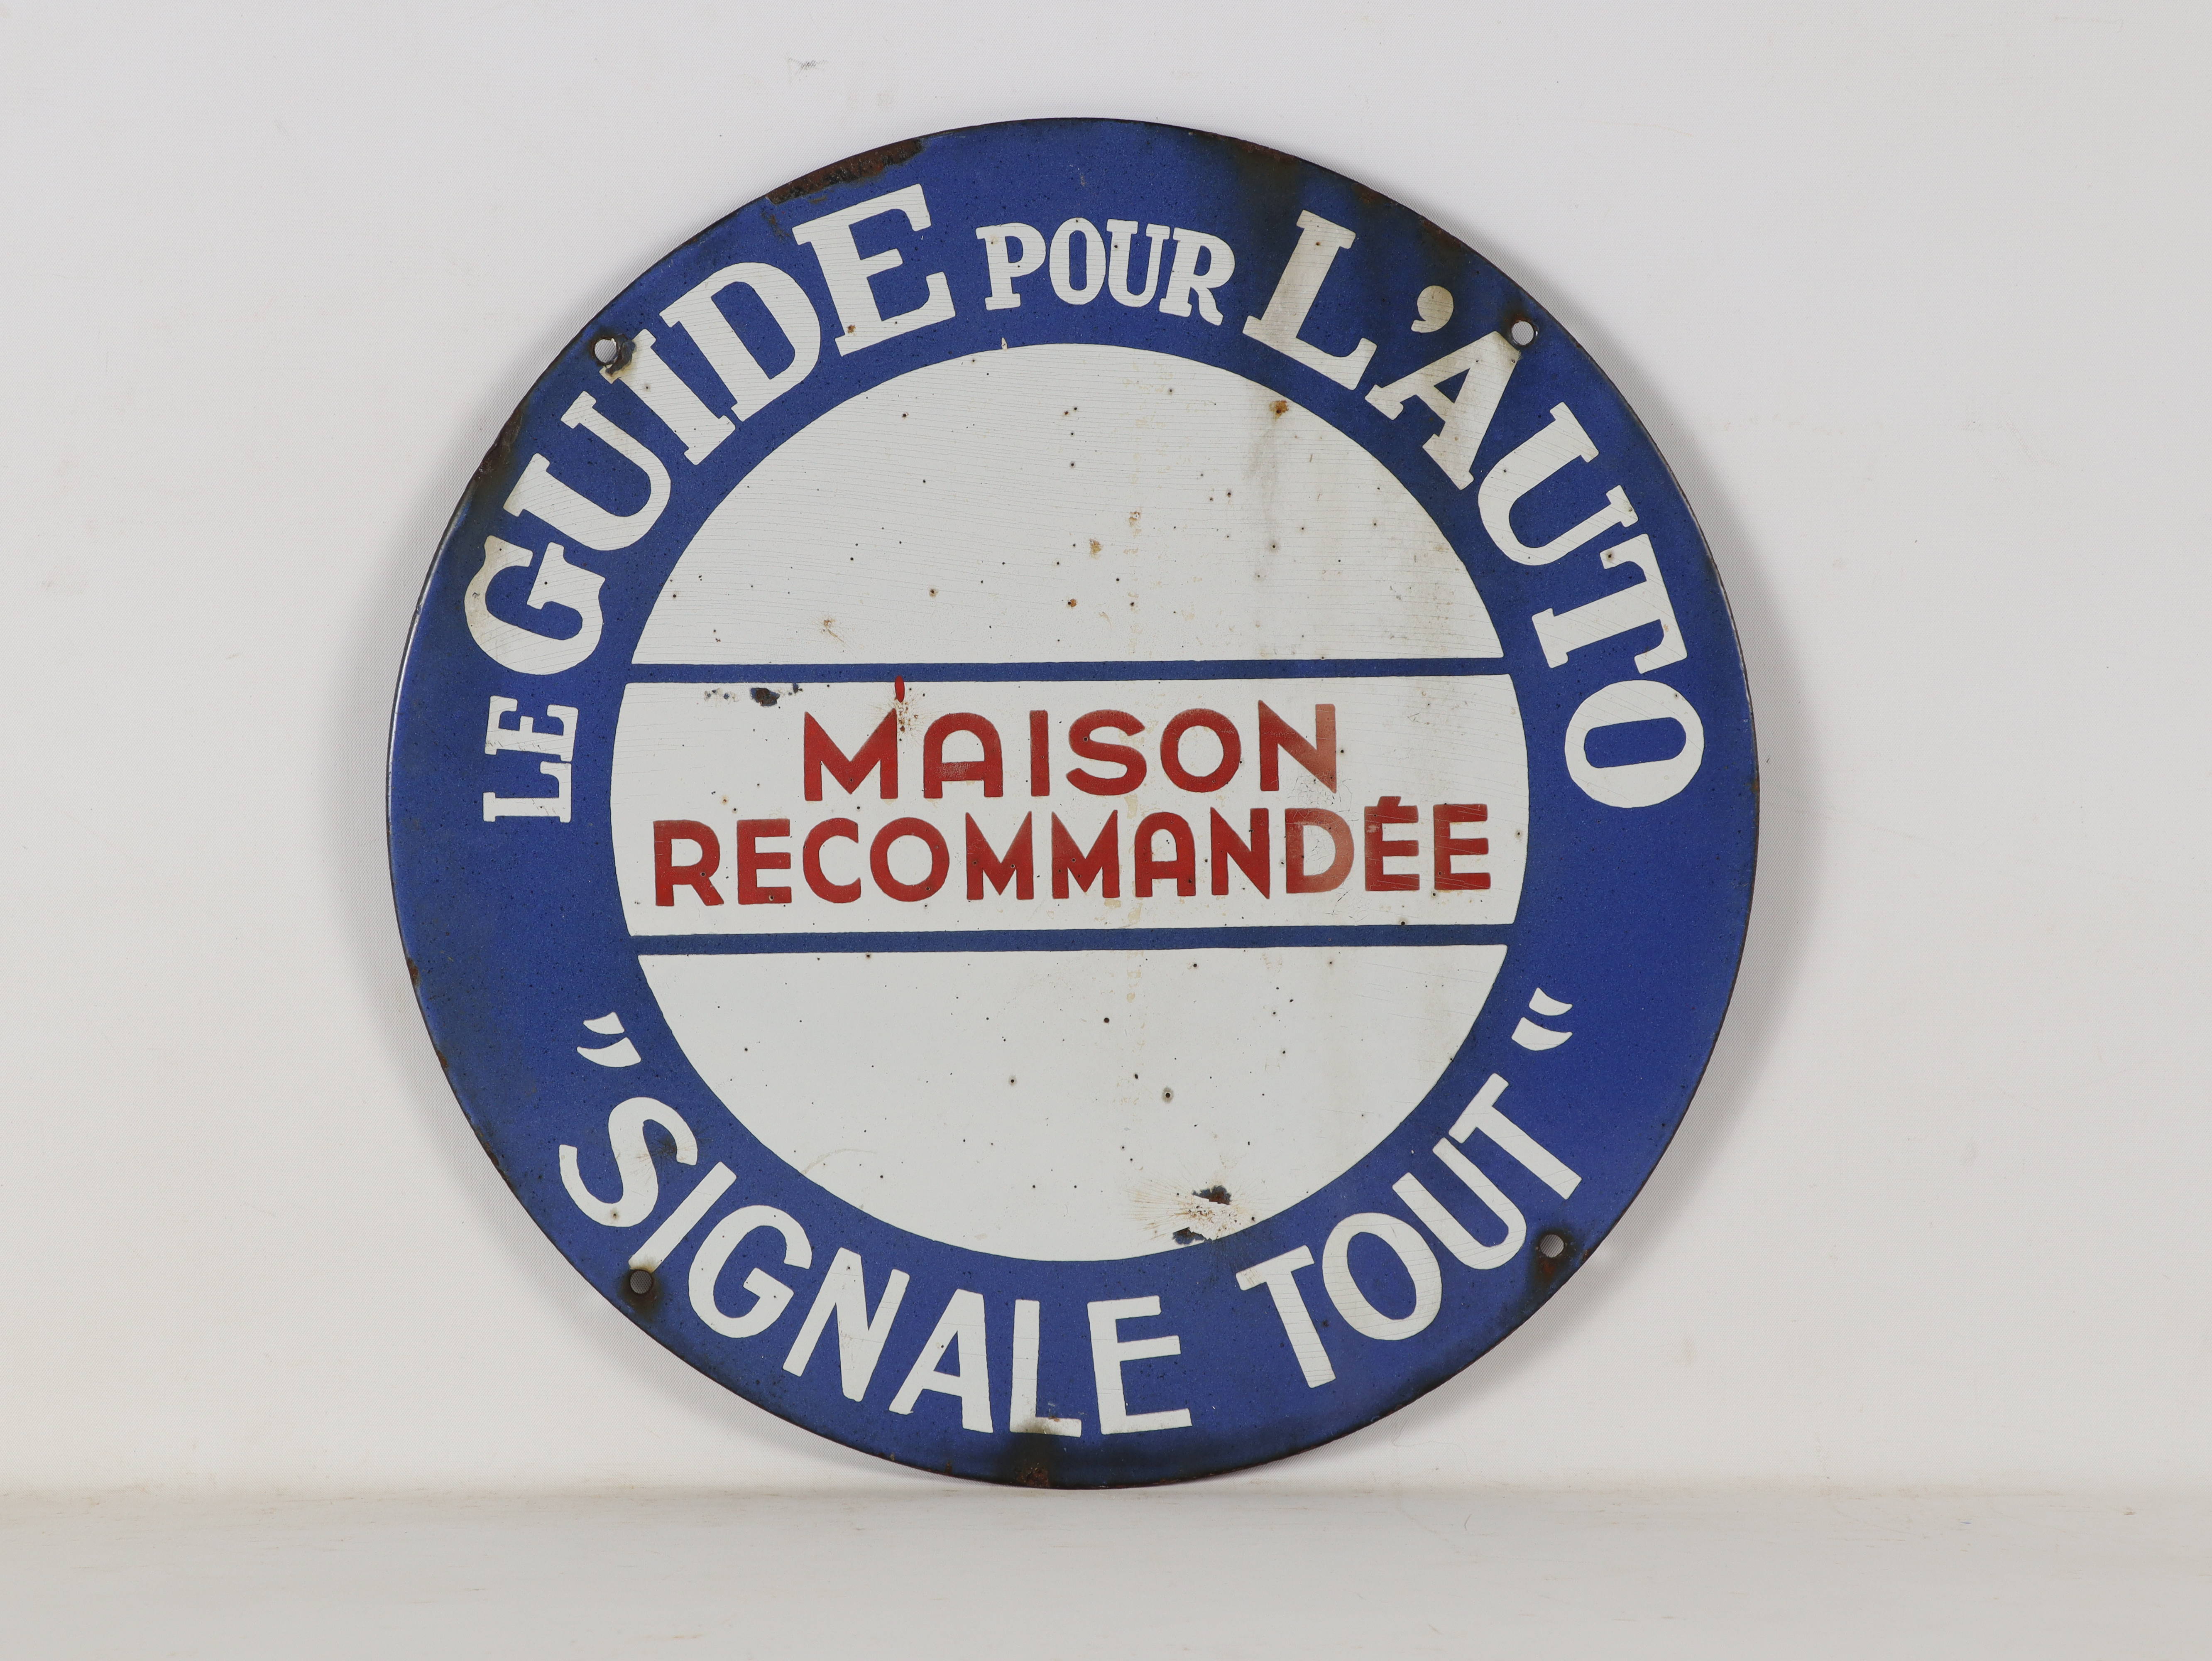 LE GUIDE POUR L'AUTO
MAISON
RECOMMANDÉE
"SIGNALE TOUT"